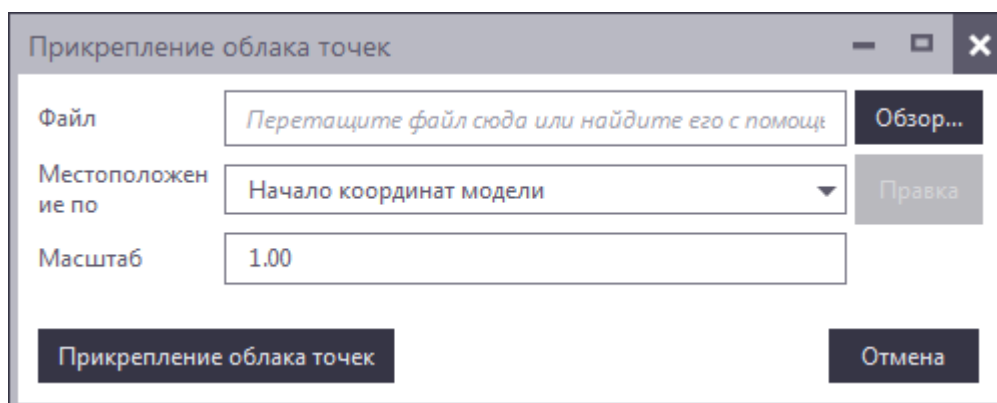 Прикрепление облака точек
Файл
Перетащите файл сюда или найдите его с помощь
Обзор...
Местоположен
ие по
Начало координат модели
Правка
Масштаб
1.00
Прикрепление облака точек
Отмена